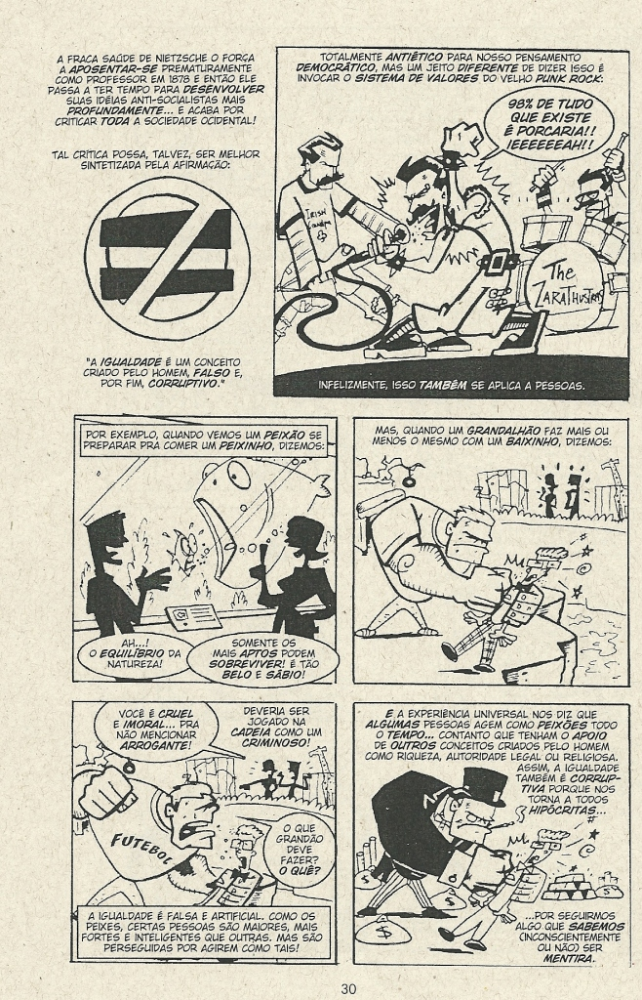 A FRACA SAÚDE DE NIETZSCHE O FORÇA
A APOSENTAR-SE PREMATURAMENTE
COMO PROFESSOR EM 1878 E ENTÃO ELE
PASSA A TER TEMPO PARA DESENVOLVER
SUAS IDÉIAS ANTI-SOCIALISTAS MAIS
PROFUNDAMENTE... E ACABA POR
CRITICAR TODA A SOCIEDADE OCIDENTAL!
TAL CRÍTICA POSSA, TALVEZ, SER MELHOR
SINTETIZADA PELA AFIRMAÇÃO:
"A IGUALDADE É UM CONCEITO
CRIADO PELO HOMEM, FALSO E,
POR FIM, CORRUPTIVO."
TOTALMENTE ANTIÉTICO PARA NOSSO PENSAMENTO
DEMOCRÁTICO, MAS UM JEITO DIFERENTE DE DIZER ISSO É
INVOCAR O SISTEMA DE VALORES DO VELHO PUNK ROCK:
98% DE TUDO
QUE EXISTE
É PORCARIA!!
IEEEEEEAH!!
IRISH
The
ZARATHUSTRAS
INFELIZMENTE, ISSO TAMBÉM SE APLICA A PESSOAS.
POR EXEMPLO, QUANDO VEMOS UM PEIXÃO SE
PREPARAR PRA COMER UM PEIXINHO, DIZEMOS:
AH...!
O EQUILÍBRIO DA
NATUREZA!
SOMENTE OS
MAIS APTOS PODEM
SOBREVIVER! É TÃO
BELO E SÁBIO!
MAS, QUANDO UM GRANDALHÃO FAZ MAIS OU
MENOS O MESMO COM UM BAIXINHO, DIZEMOS:
VOCÊ É CRUEL
E IMORAL... PRA
NÃO MENCIONAR
ARROGANTE!
DEVERIA SER
JOGADO NA
CADEIA COMO UM
CRIMINOSO!
FUTEBOL
O QUE
GRANDÃO
DEVE
FAZER?
O QUÊ?
A IGUALDADE É FALSA E ARTIFICIAL. COMO OS
PEIXES, CERTAS PESSOAS SÃO MAIORES, MAIS
FORTES E INTELIGENTES QUE OUTRAS. MAS SÃO
PERSEGUIDAS POR AGIREM COMO TAIS!
E A EXPERIÊNCIA UNIVERSAL NOS DIZ QUE
ALGUMAS PESSOAS AGEM COMO PEIXÕES TODO
O TEMPO... CONTANTO QUE TENHAM O APOIO
DE OUTROS CONCEITOS CRIADOS PELO HOMEM
COMO RIQUEZA, AUTORIDADE LEGAL OU RELIGIOSA.
ASSIM, A IGUALDADE
TAMBÉM É CORRUP-
TIVA PORQUE NOS
TORNA A TODOS
HIPÓCRITAS...
$
$
$
...POR SEGUIRMOS
ALGO QUE SABEMOS
(INCONSCIENTEMENTE
OU NÃO) SER
MENTIRA.
30